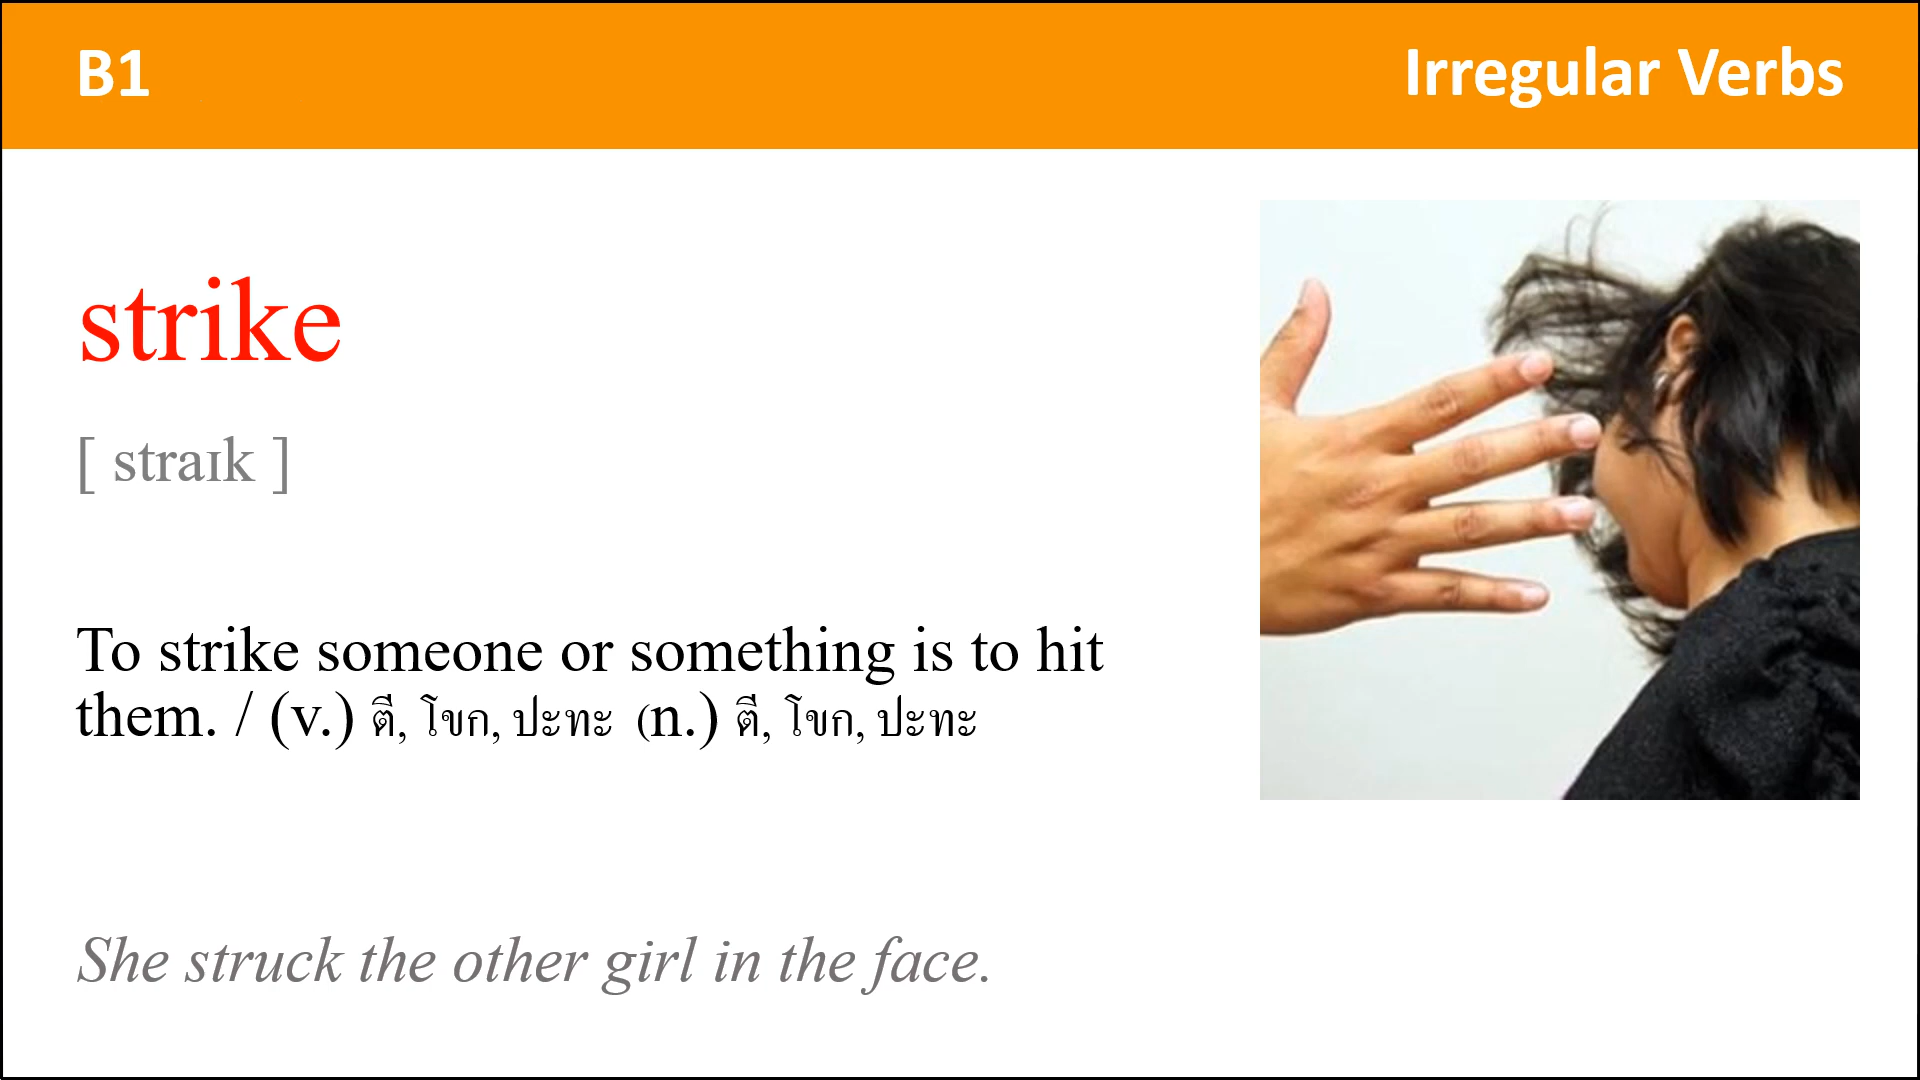 B1
Irregular Verbs
strike
[ straɪk ]
To strike someone or something is to hit
them. / (v.) ตี, โขก, ปะทะ (n.) ตี, โขก, ปะทะ
She struck the other girl in the face.